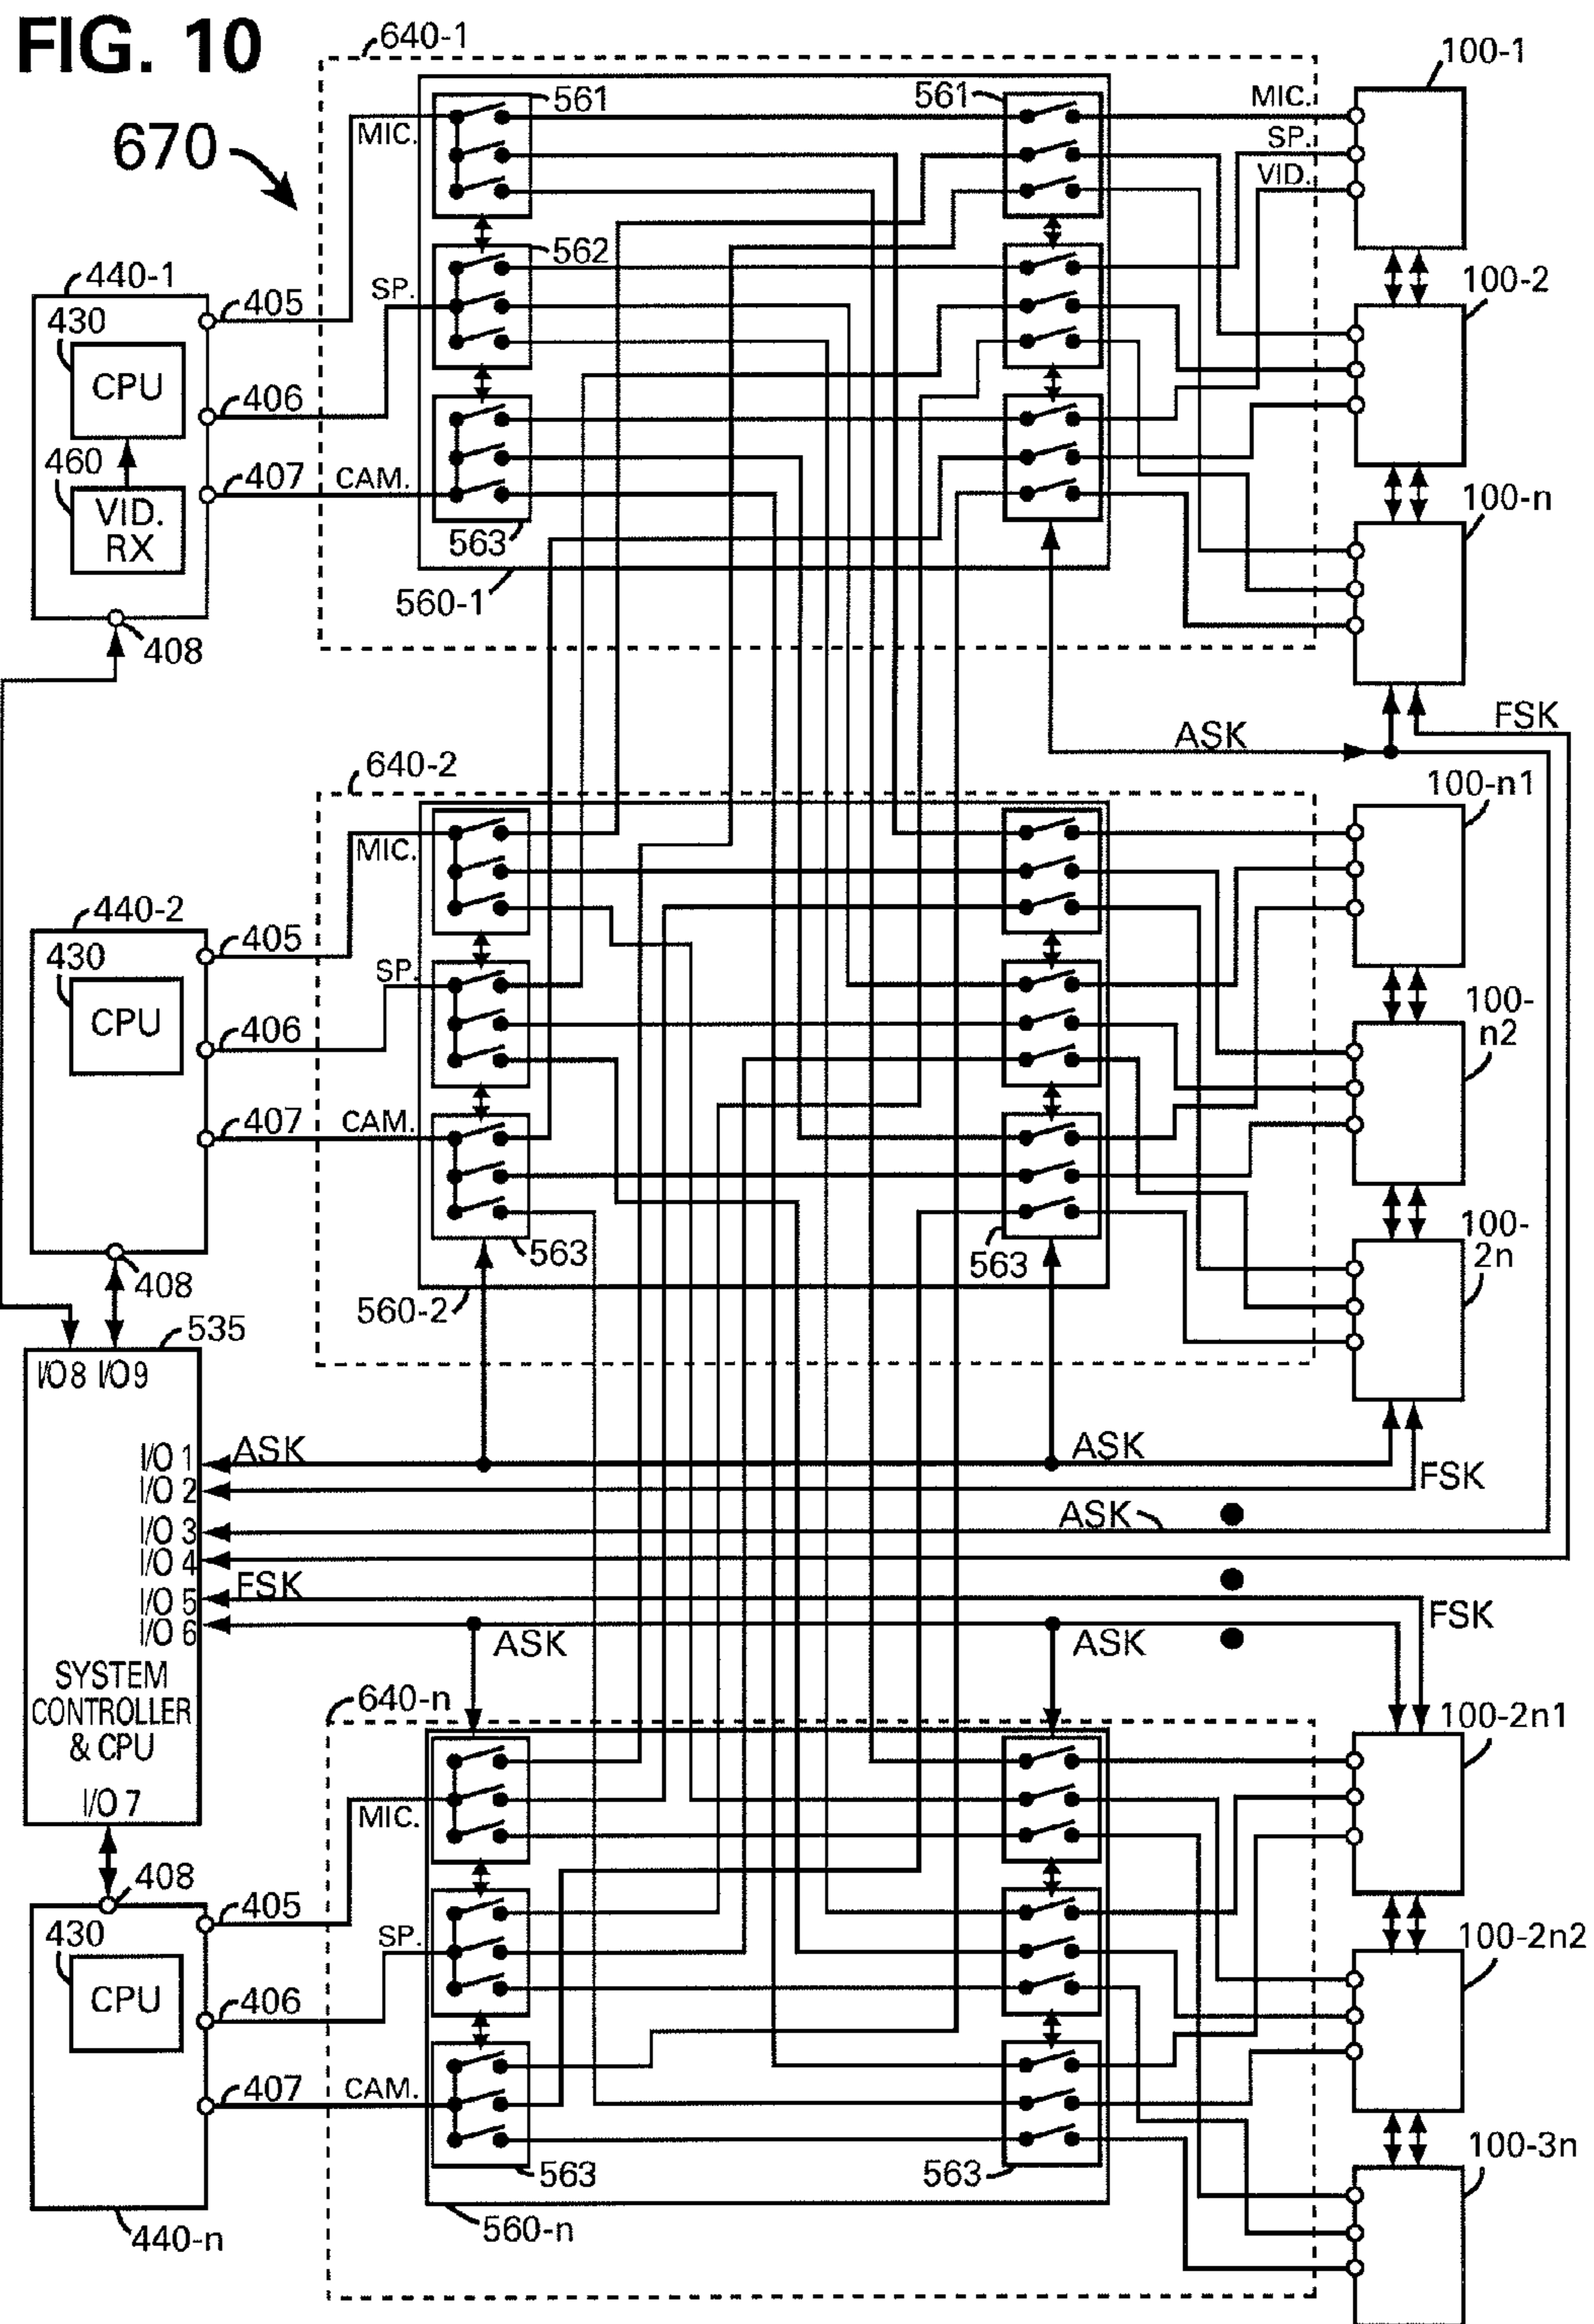 FIG. 10
670
640-1
561
561
MIC.
SP.
VID.
100-1
MIC.
562
440-1
405
430
CPU
SP.
406
460
VID.
RX
407
CAM.
563
560-1
408
100-2
100-n
ASK
FSK
640-2
100-n1
MIC.
440-2
405
430
CPU
SP.
406
407
CAM.
563
563
560-2
408
100-
n2
100-
2n
535
I/O8 I/O9
I/O 1
ASK
ASK
I/O 2
FSK
I/O 3
ASK
I/O 4
I/O 5
FSK
FSK
I/O 6
ASK
ASK
SYSTEM
CONTROLLER
& CPU
I/O 7
640-n
100-2n1
MIC.
408
405
430
CPU
SP.
406
407
CAM.
563
563
560-n
440-n
100-2n2
100-3n